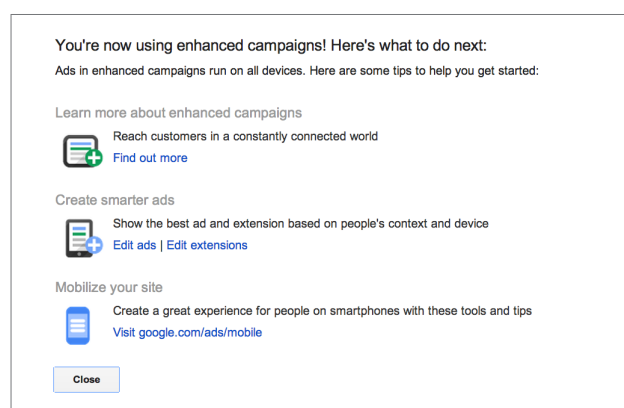 You're now using enhanced campaigns! Here's what to do next:
Ads in enhanced campaigns run on all devices. Here are some tips to help you get started:
Learn more about enhanced campaigns
Reach customers in a constantly connected world
Find out more
Create smarter ads
Show the best ad and extension based on people's context and device
Edit ads | Edit extensions
Mobilize your site
Create a great experience for people on smartphones with these tools and tips
Visit google.com/ads/mobile
Close